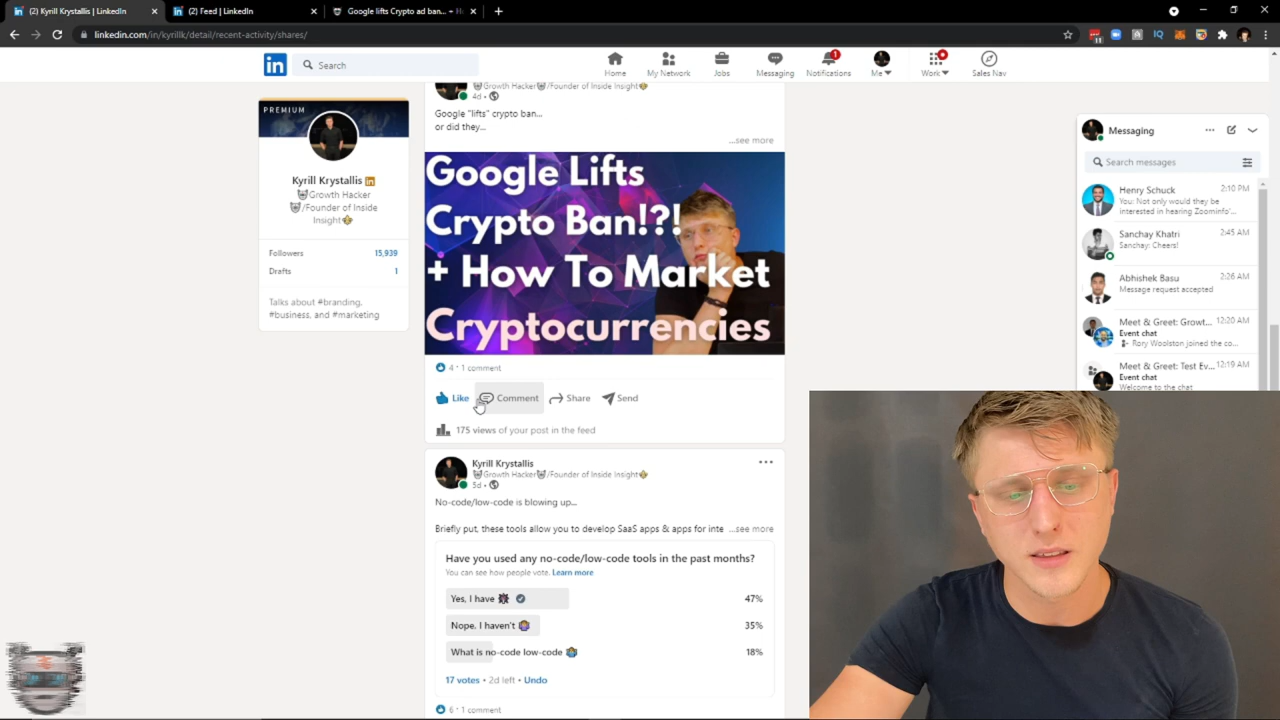 (2) Kyrill Krystallis | LinkedIn
(2) Feed | LinkedIn
Google lifts Crypto ban... +
linkedin.com/in/kyrillk/detail/recent-activity/shares/
11
in
Search
Home
My Network
Jobs
Messaging
1
Notifications
Me
Work
Sales Nav
PREMIUM
Kyrill Krystallis
Growth Hacker
/Founder of Inside
Insight
Followers 15,939
Drafts 1
Talks about #branding,
#business, and #marketing
Growth Hacker /Founder of Inside Insight
4d •
Google "lifts" crypto ban...
or did they...
...see more
Google Lifts
Crypto Ban!?!
+ How To Market
Cryptocurrencies
4 • 1 comment
Like Comment Share Send
175 views of your post in the feed
Kyrill Krystallis
Growth Hacker /Founder of Inside Insight
5d •
No-code/low-code is blowing up...
Briefly put, these tools allow you to develop SaaS apps & apps for inte ...see more
Have you used any no-code/low-code tools in the past months?
You can see how people vote. Learn more
Yes, I have 47%
Nope, I haven't 35%
What is no-code low-code 18%
17 votes • 2d left • Undo
6 • 1 comment
Messaging
Search messages
Henry Schuck 2:10 PM
You: Not only would they be
interested in hearing Zoominfo'...
Sanchay Khatri 2:45 AM
Sanchay: Cheers!
Abhishek Basu 2:26 AM
Message request accepted
Meet & Greet: Growt... 12:20 AM
Event chat
Rary Woolston joined the co...
Meet & Greet: Test Ev... 12:19 AM
Event chat
Welcome to the chat